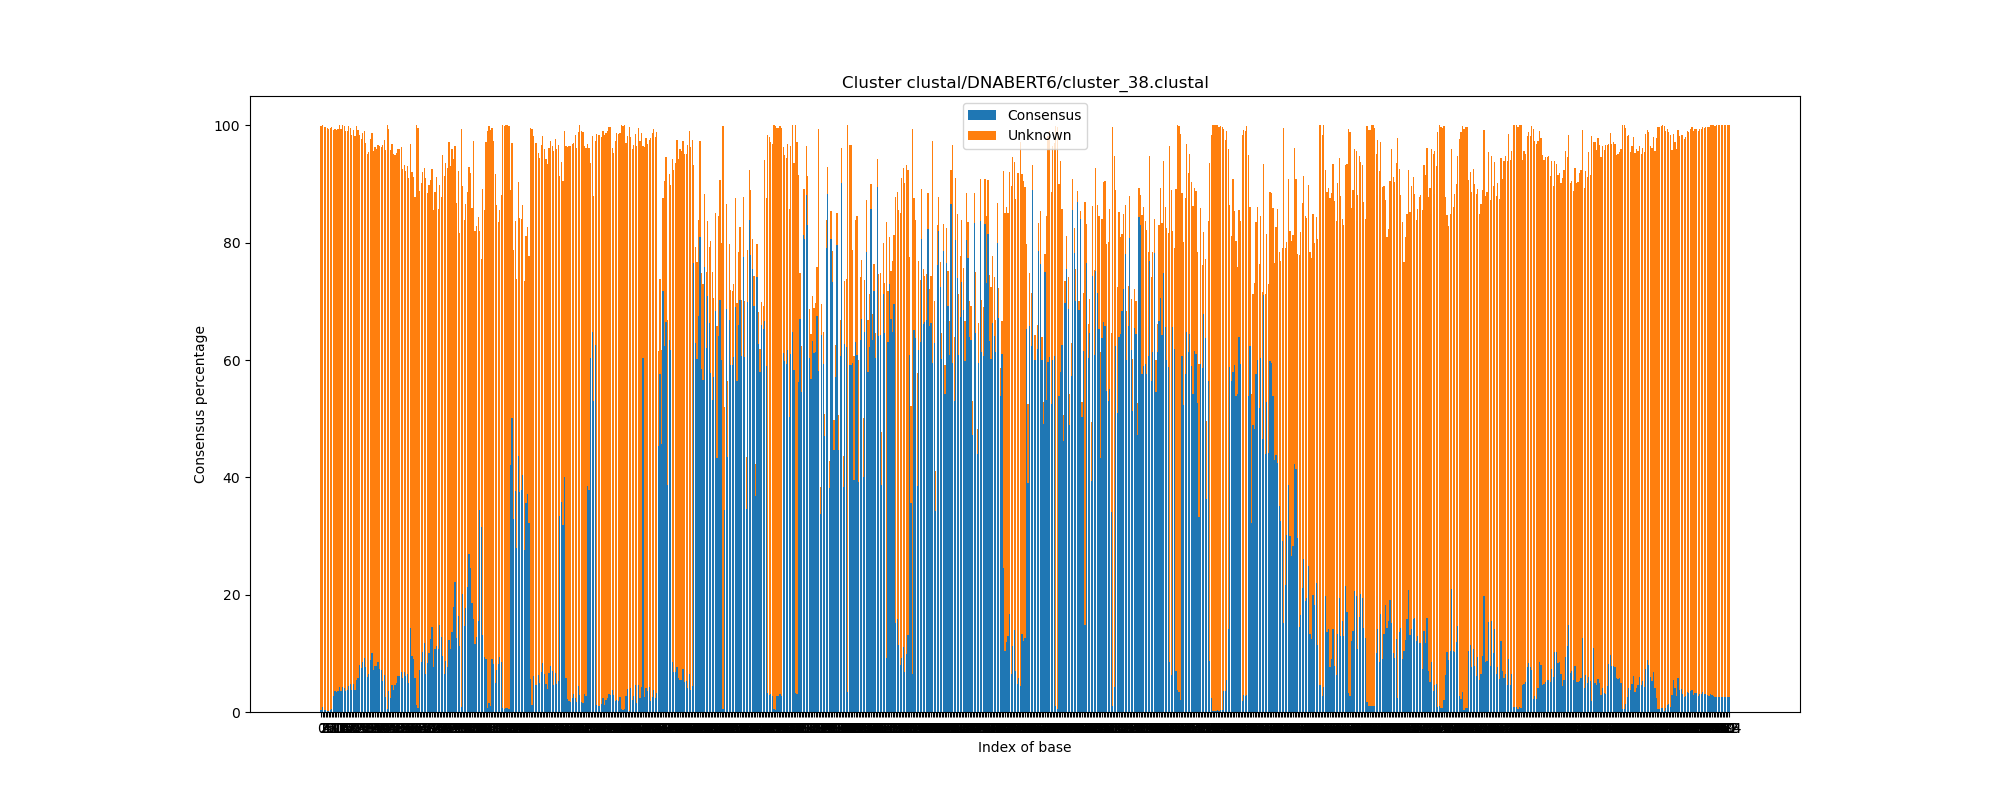 Cluster clustal/DNABERT6/cluster_38.clustal
Consensus
Unknown
100
80
60
40
20
0
Consensus percentage
Index of base